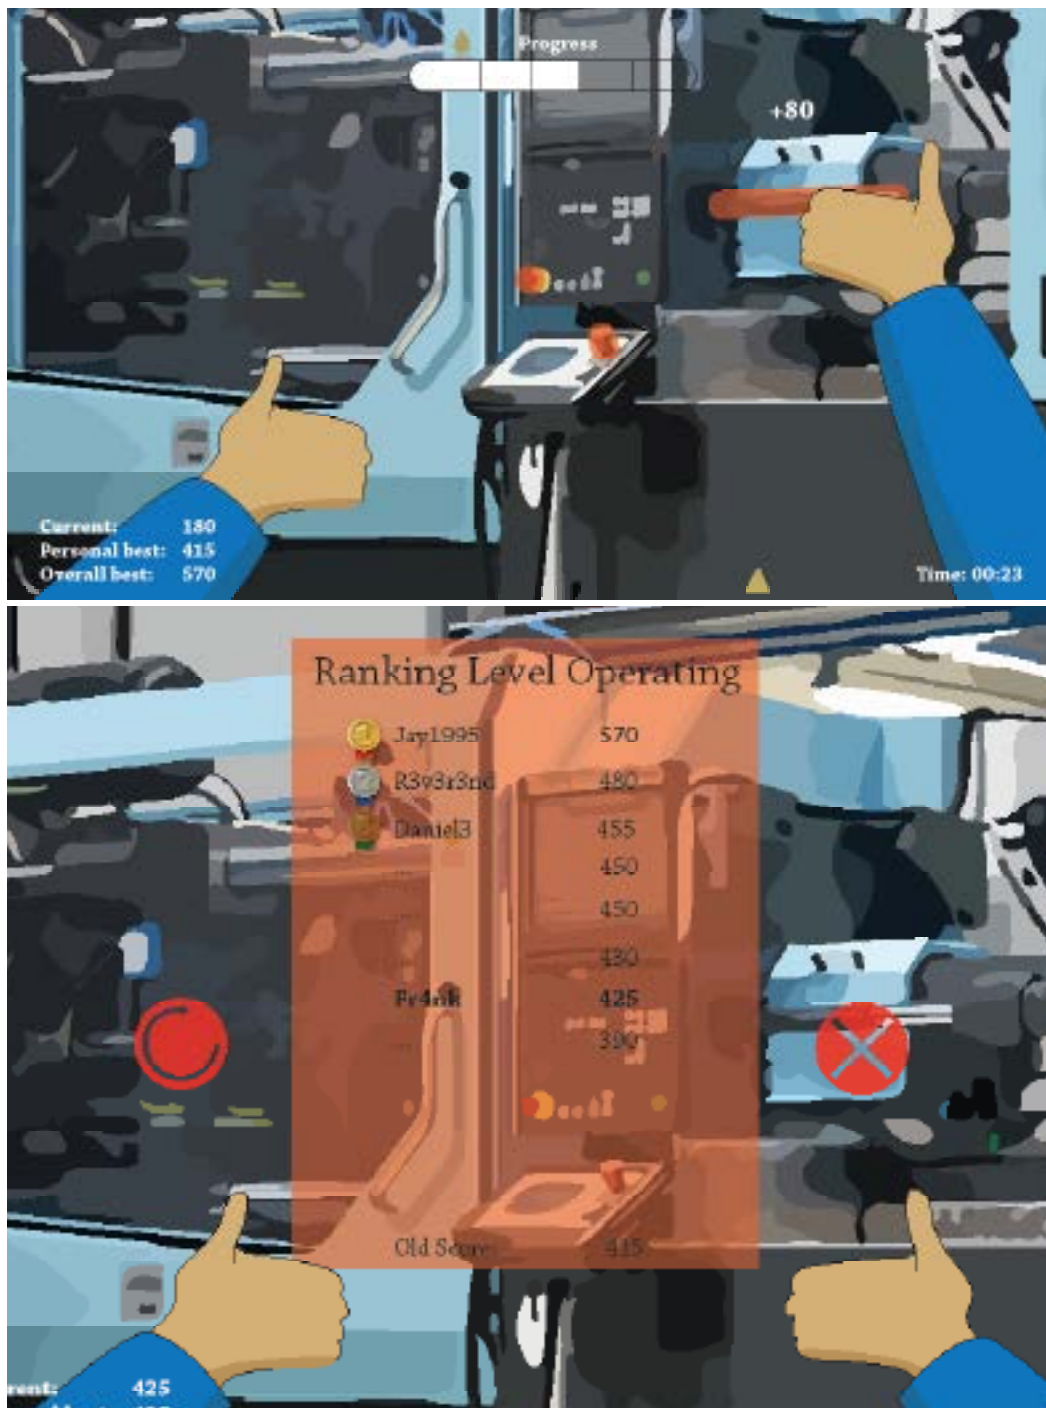 Progress
+80
Current: 180
Personal best: 415
Overall best: 570
Time: 00:23
Ranking Level Operating
Jay1995 570
R3v3r3nd 480
Daniel3 455
... 450
... 450
... 430
Fr4nk 425
... 390
Old Score 415
rent: 425